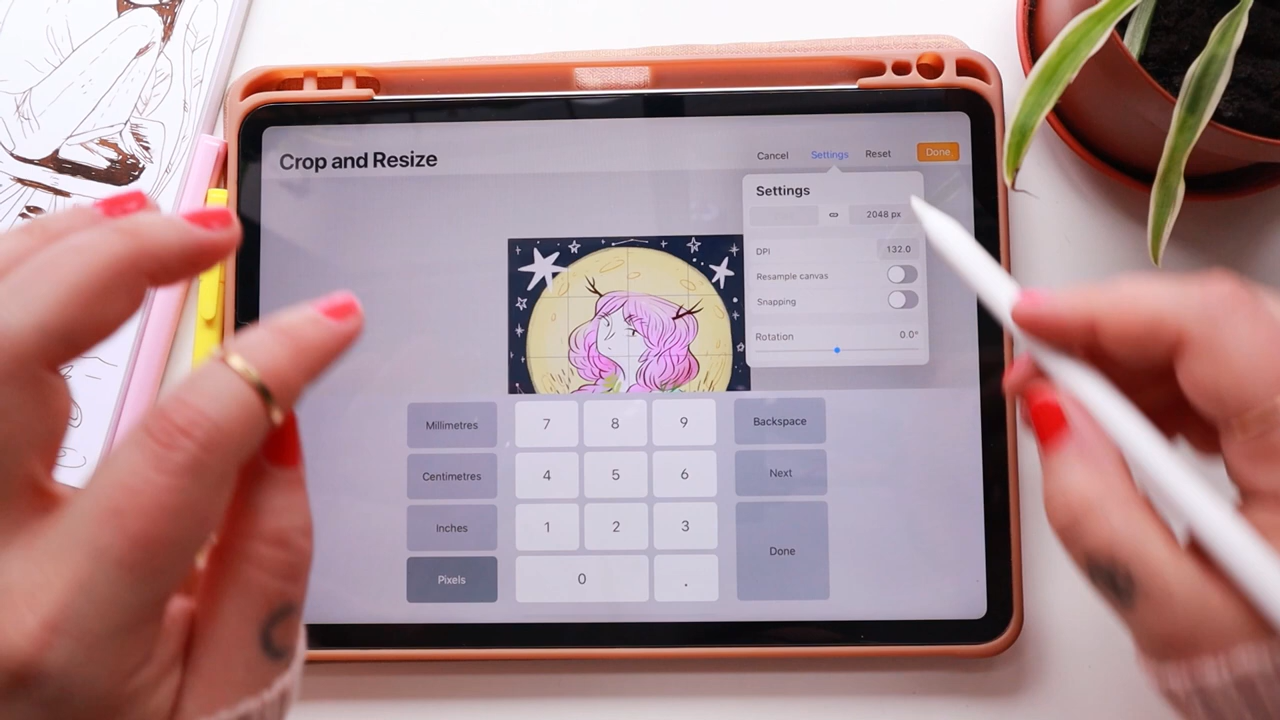 Crop and Resize
Cancel Settings Reset Done
Settings
2048 px
DPI 132.0
Resample canvas
Snapping
Rotation 0.0°
Millimetres 7 8 9 Backspace
Centimetres 4 5 6 Next
Inches 1 2 3
Done
Pixels 0 .